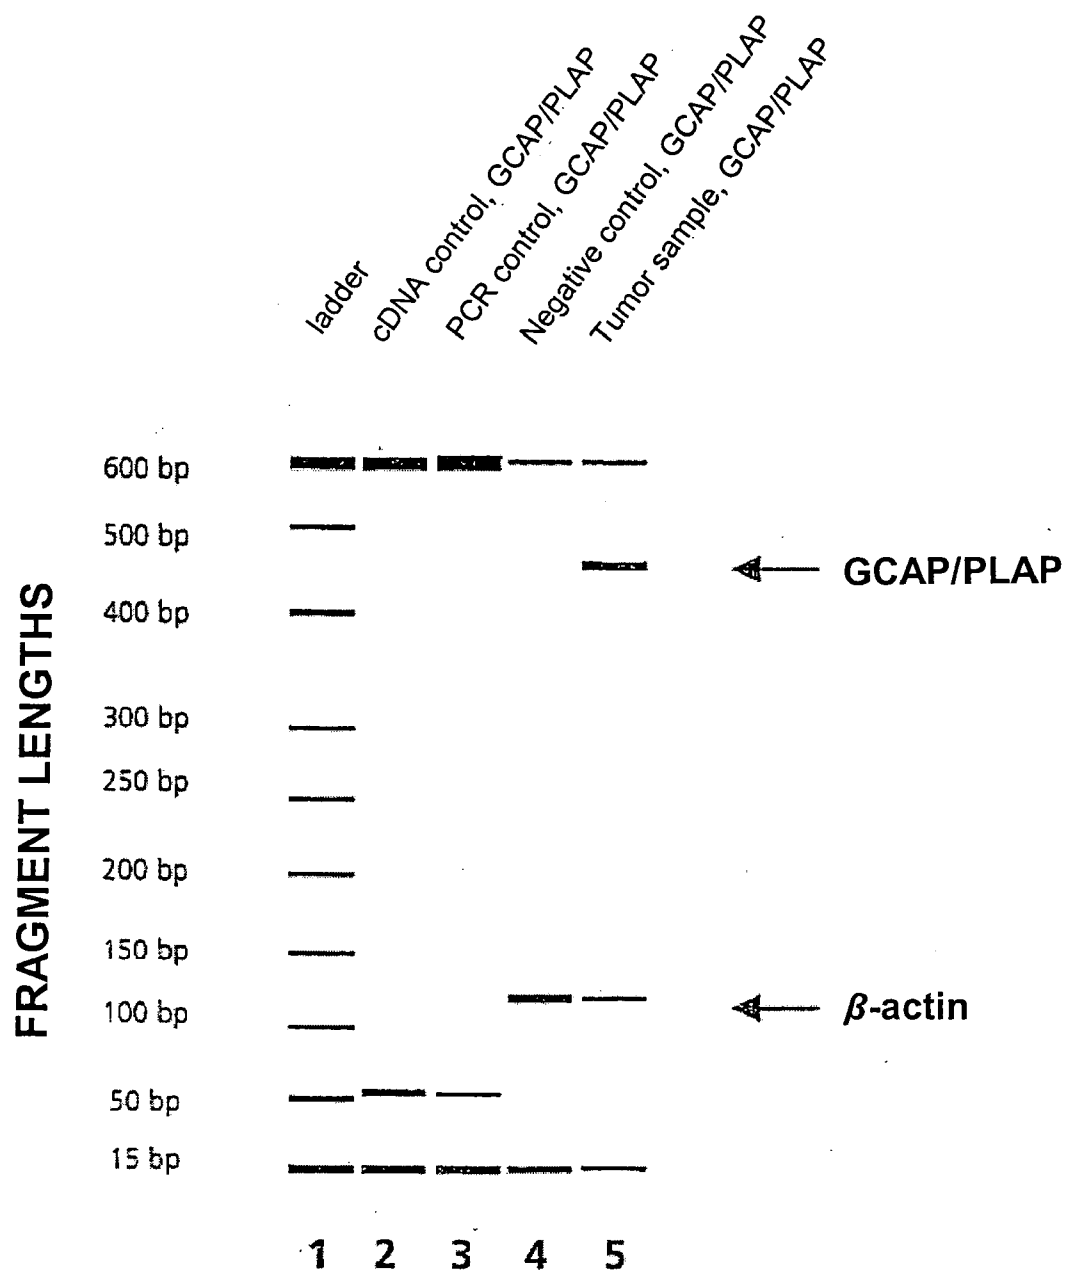 ladder
cDNA control, GCAP/PLAP
PCR control, GCAP/PLAP
Negative control, GCAP/PLAP
Tumor sample, GCAP/PLAP
FRAGMENT LENGTHS
600 bp
500 bp
GCAP/PLAP
400 bp
300 bp
250 bp
200 bp
150 bp
100 bp
β-actin
50 bp
15 bp
1 2 3 4 5